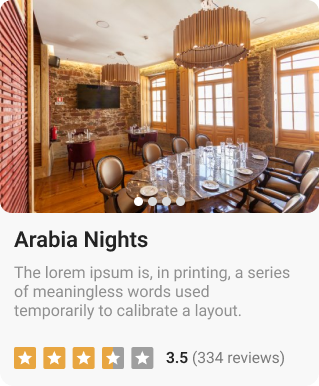 Arabia Nights
The lorem ipsum is, in printing, a series
of meaningless words used
temporarily to calibrate a layout.
3.5 (334 reviews)